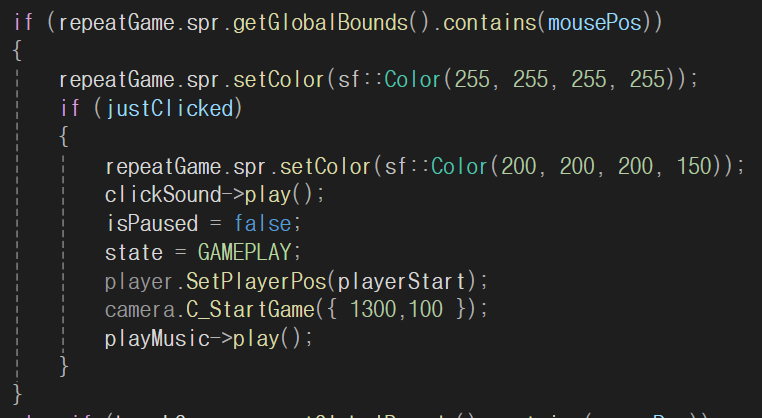 if (repeatGame.spr.getGlobalBounds().contains(mousePos))
{
repeatGame.spr.setColor(sf::Color(255, 255, 255, 255));
if (justClicked)
{
repeatGame.spr.setColor(sf::Color(200, 200, 200, 150));
clickSound->play();
isPaused = false;
state = GAMEPLAY;
player.SetPlayerPos(playerStart);
camera.C_StartGame({ 1300,100 });
playMusic->play();
}
}